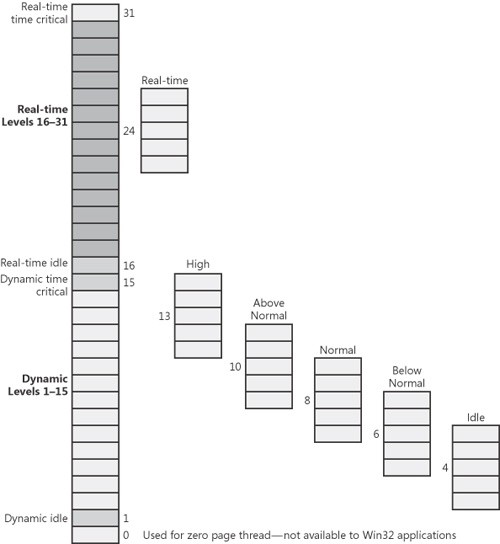 Real-time
time critical
31
Real-time
Real-time
Levels 16–31
24
Real-time idle
16
High
Dynamic time
critical
15
Above
Normal
13
Normal
10
Below
Normal
Dynamic
Levels 1–15
8
Idle
6
4
Dynamic idle
1
0
Used for zero page thread—not available to Win32 applications